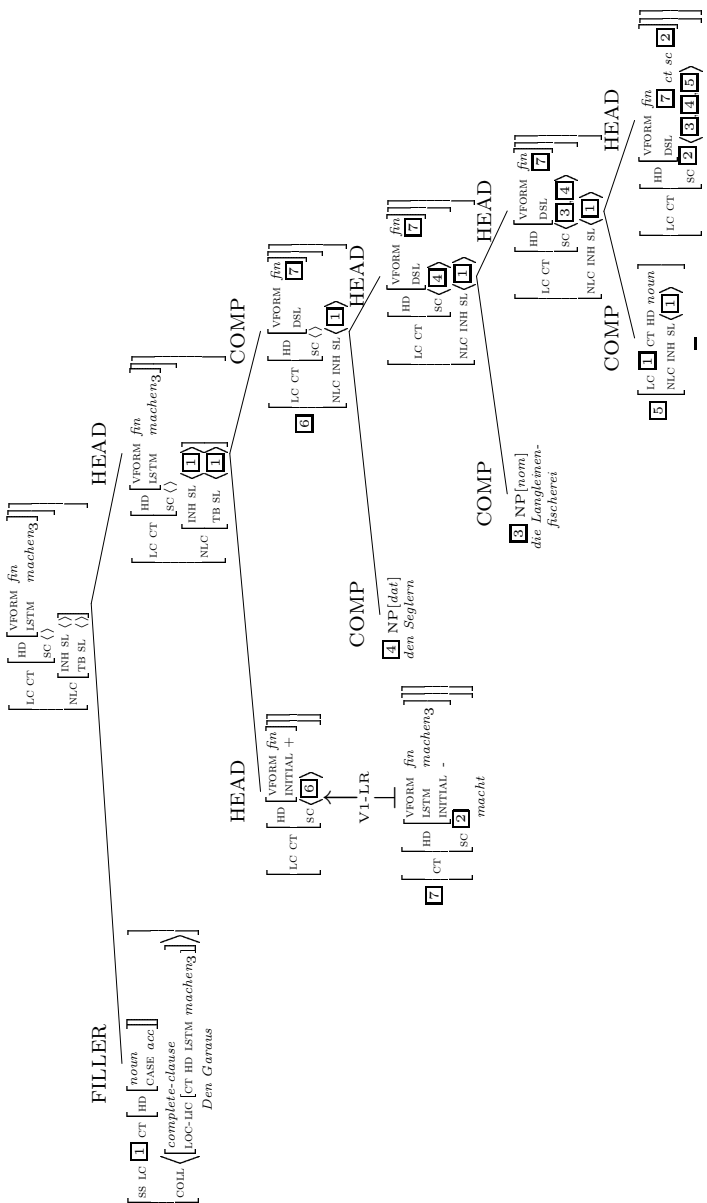 LC CT [HD [VFORM fin
LSTM machen3]]
SC ⟨⟩
NLC [INH SL ⟨⟩
TB SL ⟨⟩]
FILLER
SS LC 1 CT [HD [noun
CASE acc]]
COLL ⟨[complete-clause
LOC-LIC [CT HD LSTM machen3]]⟩
Den Garaus
HEAD
LC CT [HD [VFORM fin
LSTM machen3]]
SC ⟨⟩
NLC [INH SL ⟨1⟩
TB SL ⟨1⟩]
HEAD
LC CT [HD [VFORM fin
INITIAL +]]
SC ⟨6⟩
V1-LR
7 [CT [HD [VFORM fin
LSTM machen3
INITIAL -]]]
SC 2
macht
COMP
6 [LC CT [HD [VFORM fin
DSL 7]]
SC ⟨⟩
NLC INH SL ⟨1⟩]
COMP
4 NP[dat]
den Seglern
HEAD
LC CT [HD [VFORM fin
DSL 7]]
SC ⟨4⟩
NLC INH SL ⟨1⟩
COMP
3 NP[nom]
die Langleinen-
fischerei
HEAD
LC CT [HD [VFORM fin
DSL 7]]
SC ⟨3, 4⟩
NLC INH SL ⟨1⟩
COMP
5 [LC 1 CT HD noun
NLC INH SL ⟨1⟩]
HEAD
LC CT [HD [VFORM fin
DSL 7 ct sc 2]]
SC 2 ⟨3, 4, 5⟩